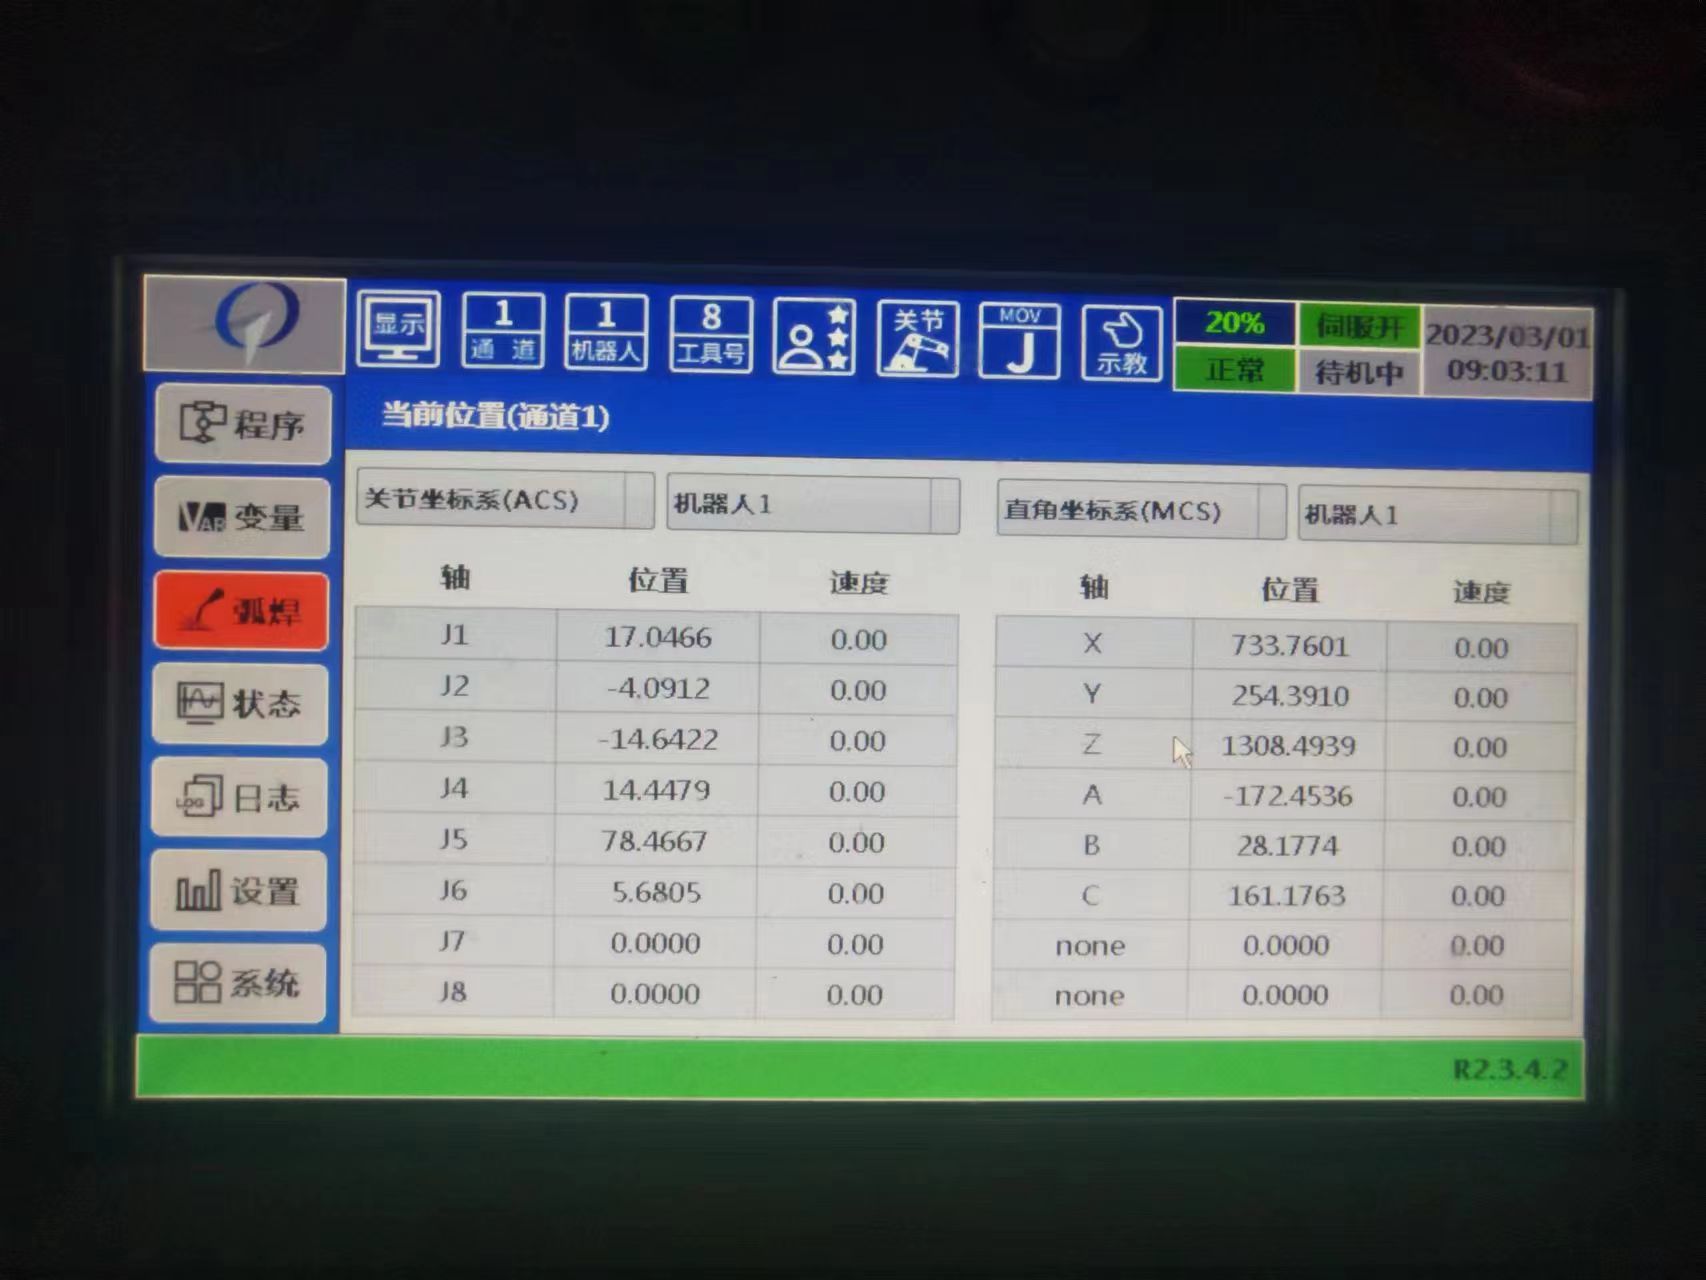 显示
1
通 道
1
机器人
8
工具号
关节
MOV
J
示教
20%
伺服开
正常
待机中
2023/03/01
09:03:11
当前位置(通道1)
程序
VAR 变量
弧焊
状态
LOG 日志
设置
系统
关节坐标系(ACS) 机器人1
轴 位置 速度
J1 17.0466 0.00
J2 -4.0912 0.00
J3 -14.6422 0.00
J4 14.4479 0.00
J5 78.4667 0.00
J6 5.6805 0.00
J7 0.0000 0.00
J8 0.0000 0.00
直角坐标系(MCS) 机器人1
轴 位置 速度
X 733.7601 0.00
Y 254.3910 0.00
Z 1308.4939 0.00
A -172.4536 0.00
B 28.1774 0.00
C 161.1763 0.00
none 0.0000 0.00
none 0.0000 0.00
R2.3.4.2